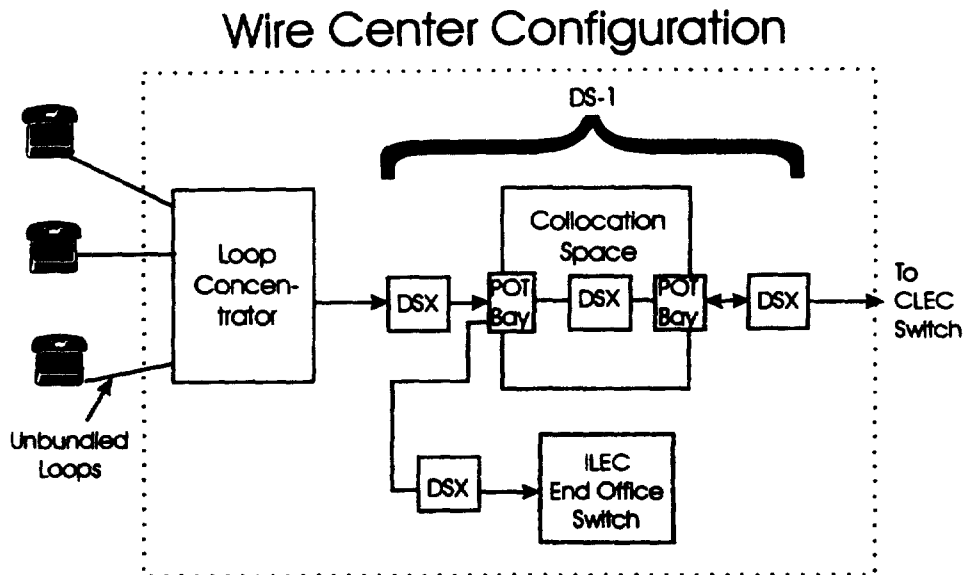 Wire Center Configuration
DS-1
Loop
Concen-
trator
Collocation
Space
DSX
POT
Bay
DSX
POT
Bay
DSX
To
CLEC
Switch
Unbundled
Loops
DSX
ILEC
End Office
Switch